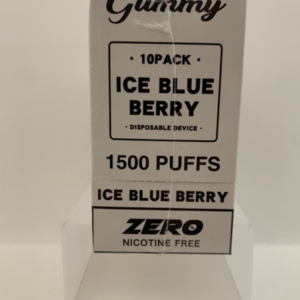 Gummy
· 10PACK ·
ICE BLUE
BERRY
· DISPOSABLE DEVICE ·
1500 PUFFS
ICE BLUE BERRY
ZERO
NICOTINE FREE